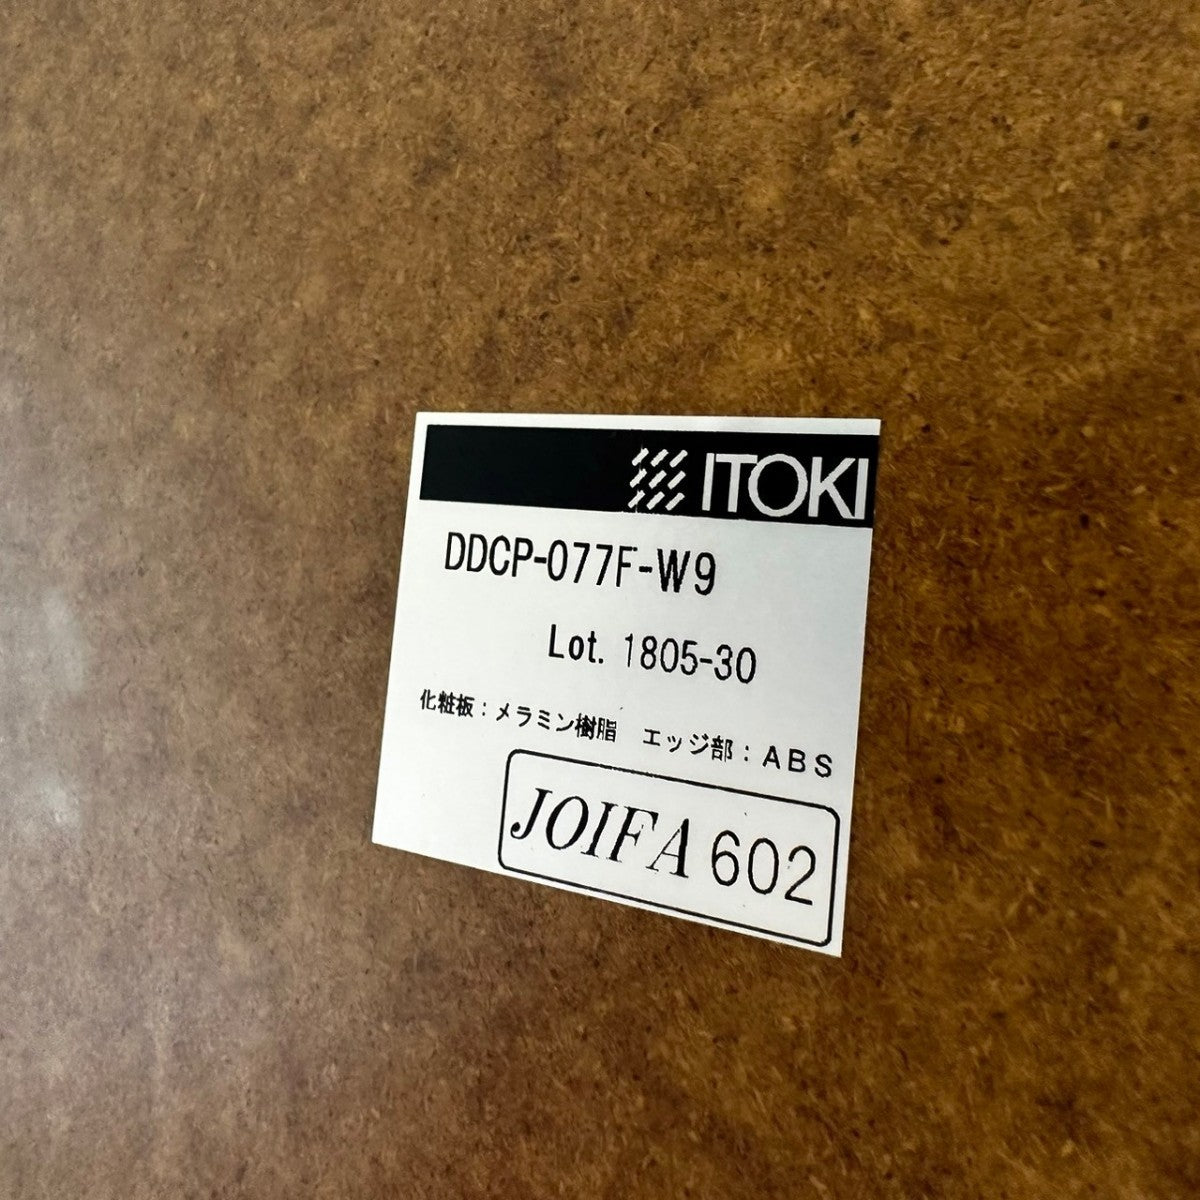 ITOKI
DDCP-077F-W9
Lot. 1805-30
化粧板：メラミン樹脂　エッジ部：ＡＢＳ
JOIFA 602